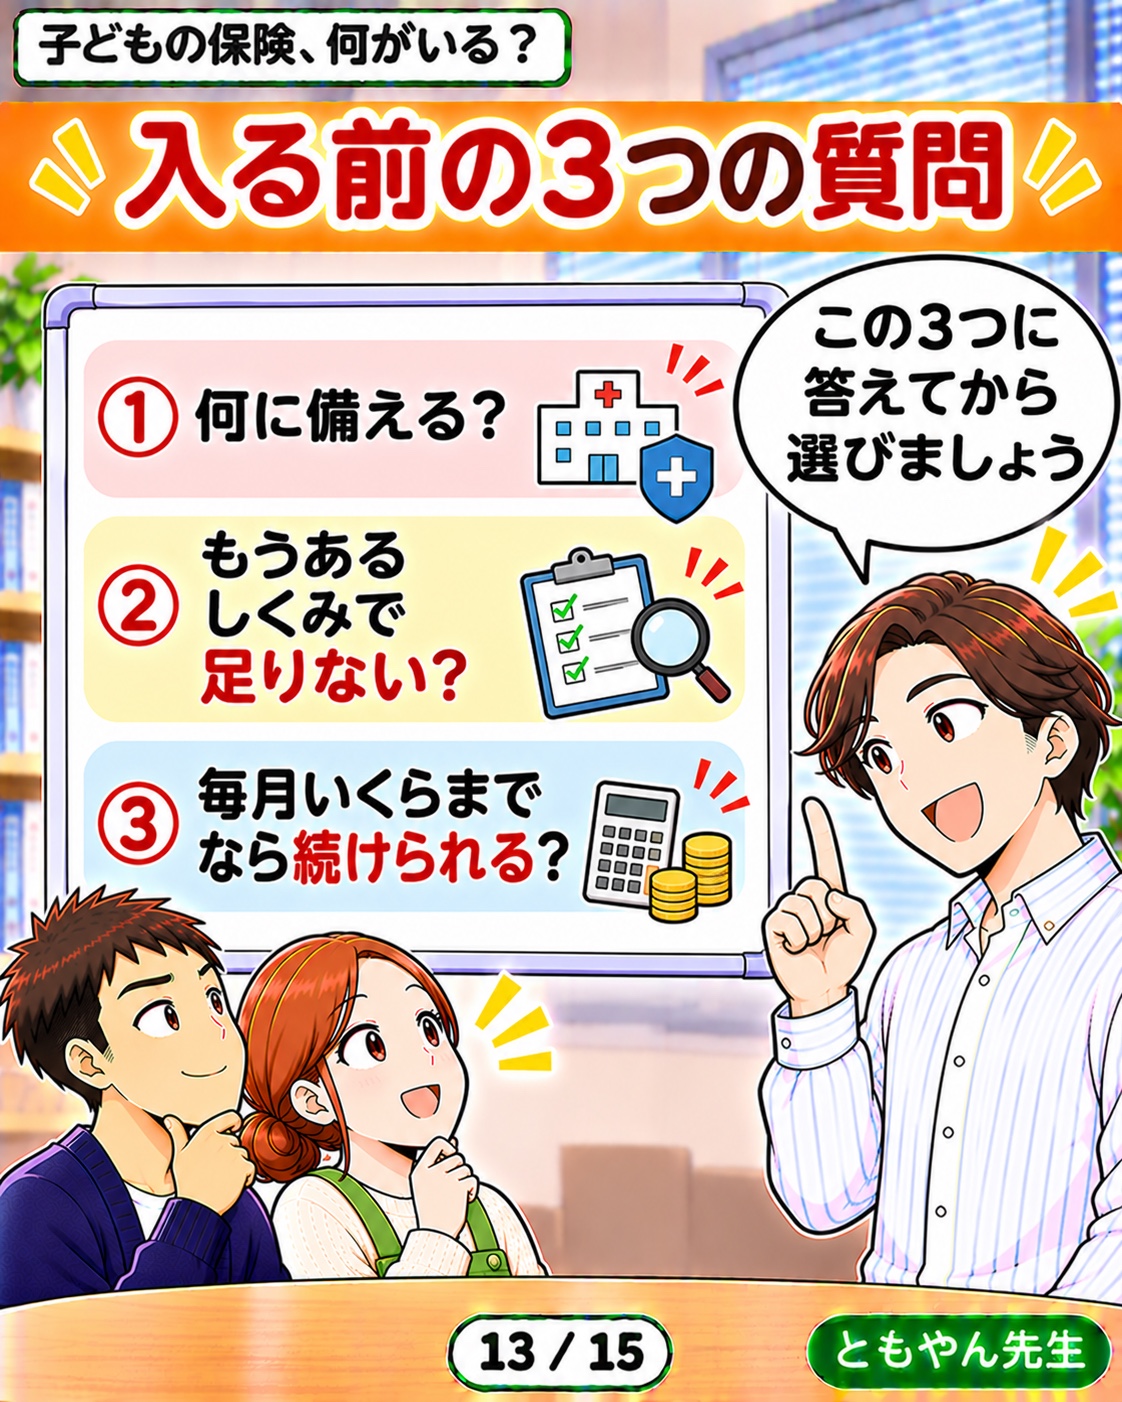 子どもの保険、何がいる？
入る前の3つの質問
この3つに
答えてから
選びましょう
① 何に備える？
② もうある
しくみで
足りない？
③ 毎月いくらまで
なら続けられる？
13 / 15
ともやん先生